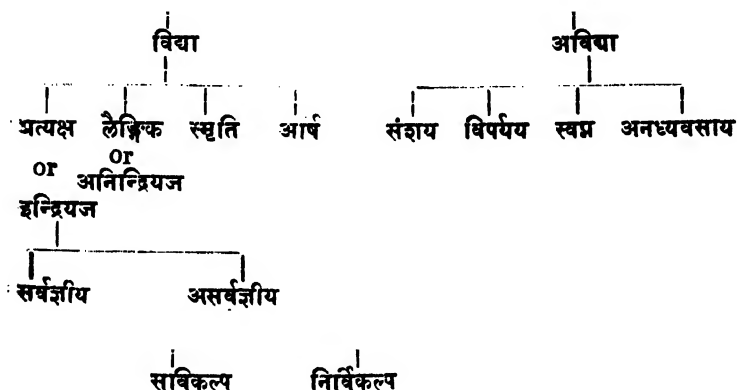 विद्या अविद्या
प्रत्यक्ष लैङ्गिक स्मृति आर्ष संशय विपर्यय स्वप्न अनध्यवसाय
or or
अनिन्द्रियज
इन्द्रियज
सर्वज्ञीय असर्वज्ञीय
सविकल्प निर्विकल्प